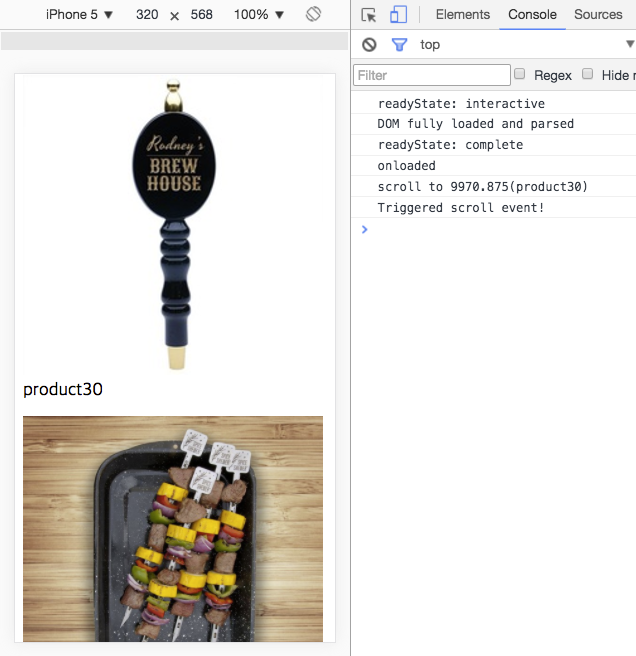 iPhone 5 ▼ 320 × 568 100% ▼
Elements Console Sources
top ▼
Filter Regex Hide
readyState: interactive
DOM fully loaded and parsed
readyState: complete
onloaded
scroll to 9970.875(product30)
Triggered scroll event!
Rodney's
BREW
HOUSE
product30